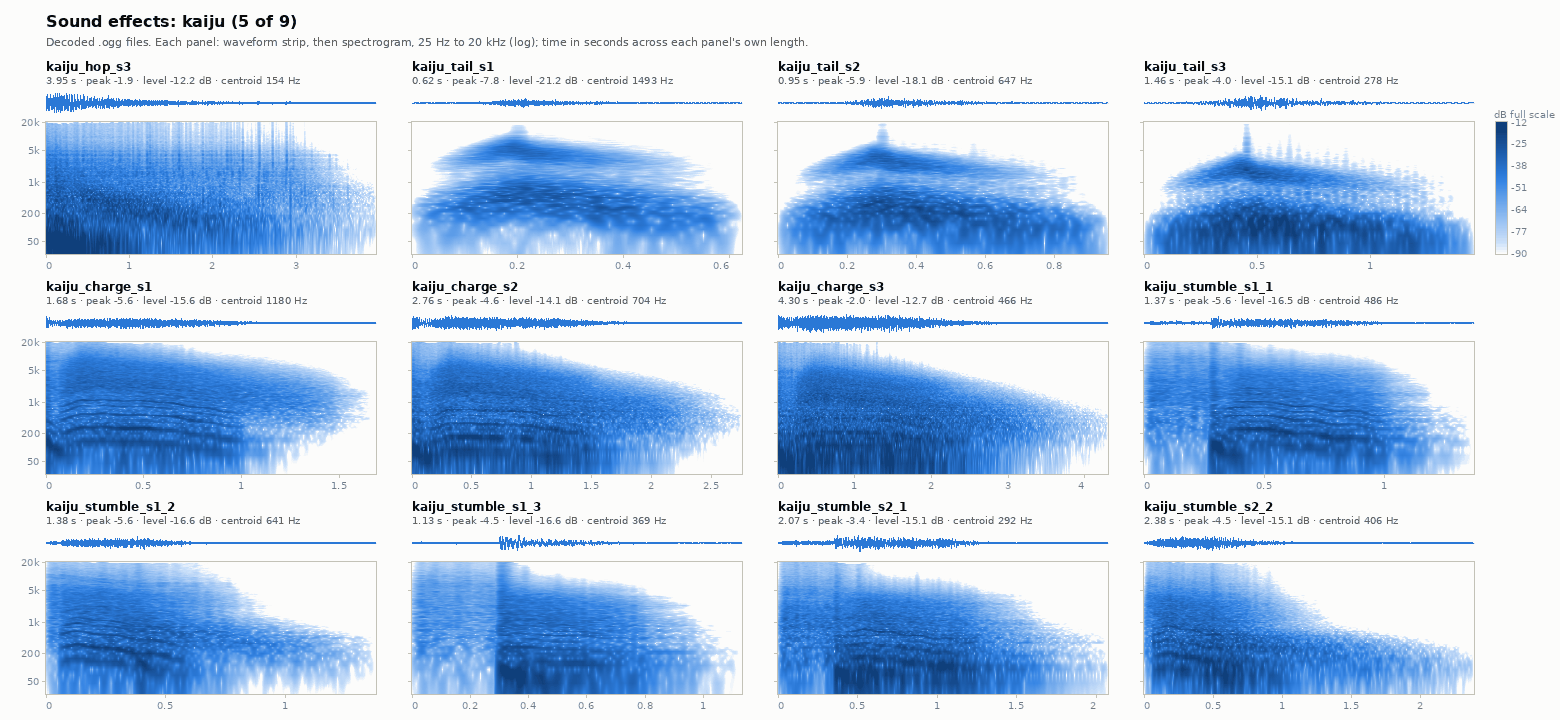 Sound effects: kaiju (5 of 9)
Decoded .ogg files. Each panel: waveform strip, then spectrogram, 25 Hz to 20 kHz (log); time in seconds across each panel's own length.
kaiju_hop_s3 kaiju_tail_s1 kaiju_tail_s2 kaiju_tail_s3
3.95 s · peak -1.9 · level -12.2 dB · centroid 154 Hz 0.62 s · peak -7.8 · level -21.2 dB · centroid 1493 Hz 0.95 s · peak -5.9 · level -18.1 dB · centroid 647 Hz 1.46 s · peak -4.0 · level -15.1 dB · centroid 278 Hz
dB full scale
20k -12
-25
5k -38
1k -51
-64
200 -77
50 -90
0 1 2 3 0 0.2 0.4 0.6 0 0.2 0.4 0.6 0.8 0 0.5 1
kaiju_charge_s1 kaiju_charge_s2 kaiju_charge_s3 kaiju_stumble_s1_1
1.68 s · peak -5.6 · level -15.6 dB · centroid 1180 Hz 2.76 s · peak -4.6 · level -14.1 dB · centroid 704 Hz 4.30 s · peak -2.0 · level -12.7 dB · centroid 466 Hz 1.37 s · peak -5.6 · level -16.5 dB · centroid 486 Hz
20k
5k
1k
200
50
0 0.5 1 1.5 0 0.5 1 1.5 2 2.5 0 1 2 3 4 0 0.5 1
kaiju_stumble_s1_2 kaiju_stumble_s1_3 kaiju_stumble_s2_1 kaiju_stumble_s2_2
1.38 s · peak -5.6 · level -16.6 dB · centroid 641 Hz 1.13 s · peak -4.5 · level -16.6 dB · centroid 369 Hz 2.07 s · peak -3.4 · level -15.1 dB · centroid 292 Hz 2.38 s · peak -4.5 · level -15.1 dB · centroid 406 Hz
20k
5k
1k
200
50
0 0.5 1 0 0.2 0.4 0.6 0.8 1 0 0.5 1 1.5 2 0 0.5 1 1.5 2